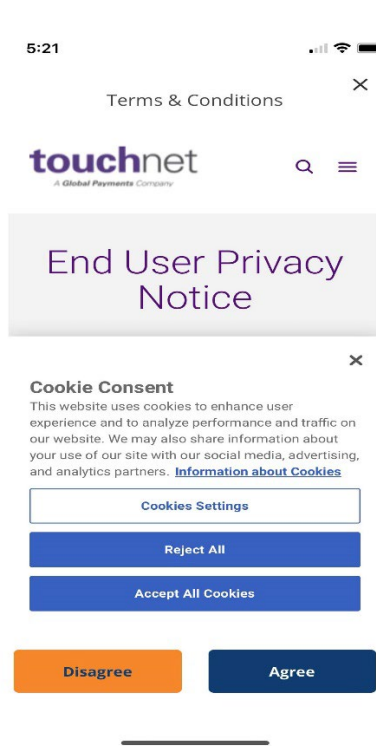 5:21
Terms & Conditions
touchnet
A Global Payments Company
End User Privacy
Notice
Cookie Consent
This website uses cookies to enhance user
experience and to analyze performance and traffic on
our website. We may also share information about
your use of our site with our social media, advertising,
and analytics partners. Information about Cookies
Cookies Settings
Reject All
Accept All Cookies
Disagree Agree